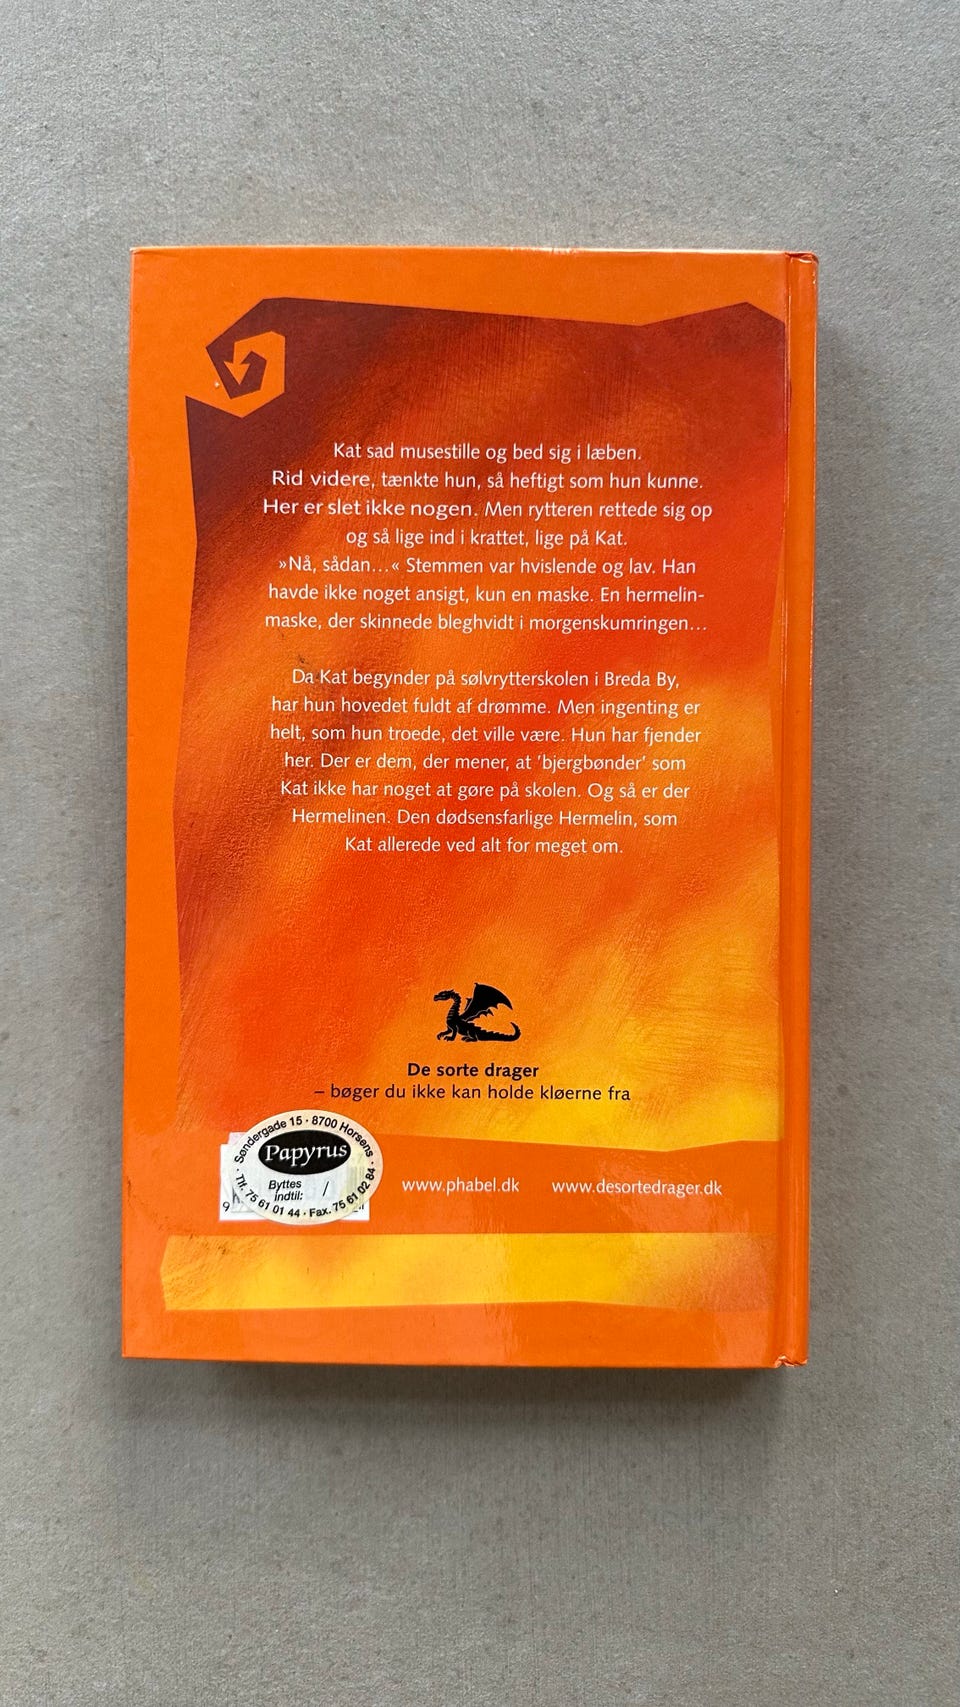 Kat sad musestille og bed sig i læben.
Rid videre, tænkte hun, så heftigt som hun kunne.
Her er slet ikke nogen. Men rytteren rettede sig op
og så lige ind i krattet, lige på Kat.
»Nå, sådan…« Stemmen var hvislende og lav. Han
havde ikke noget ansigt, kun en maske. En hermelin-
maske, der skinnede bleghvidt i morgenskumringen…
Da Kat begynder på sølvrytterskolen i Breda By,
har hun hovedet fuldt af drømme. Men ingenting er
helt, som hun troede, det ville være. Hun har fjender
her. Der er dem, der mener, at ’bjergbønder’ som
Kat ikke har noget at gøre på skolen. Og så er der
Hermelinen. Den dødsensfarlige Hermelin, som
Kat allerede ved alt for meget om.
De sorte drager
– bøger du ikke kan holde kløerne fra
Søndergade 15 · 8700 Horsens
Papyrus
Byttes
indtil: /
Tlf. 75 61 01 44 · Fax. 75 61 02 84
www.phabel.dk www.desortedrager.dk